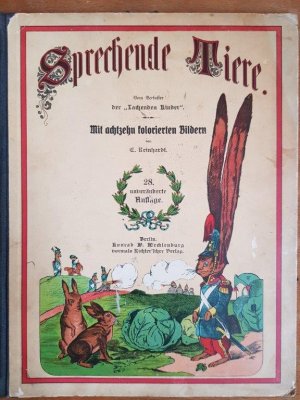 Sprechende Tiere.
Vom Verfasser
der „Lachenden Kinder“.
Mit achtzehn kolorierten Bildern
von
C. Reinhardt.
28.
unveränderte
Auflage.
Berlin.
Konrad W. Mecklenburg
vormals Richter'scher Verlag.